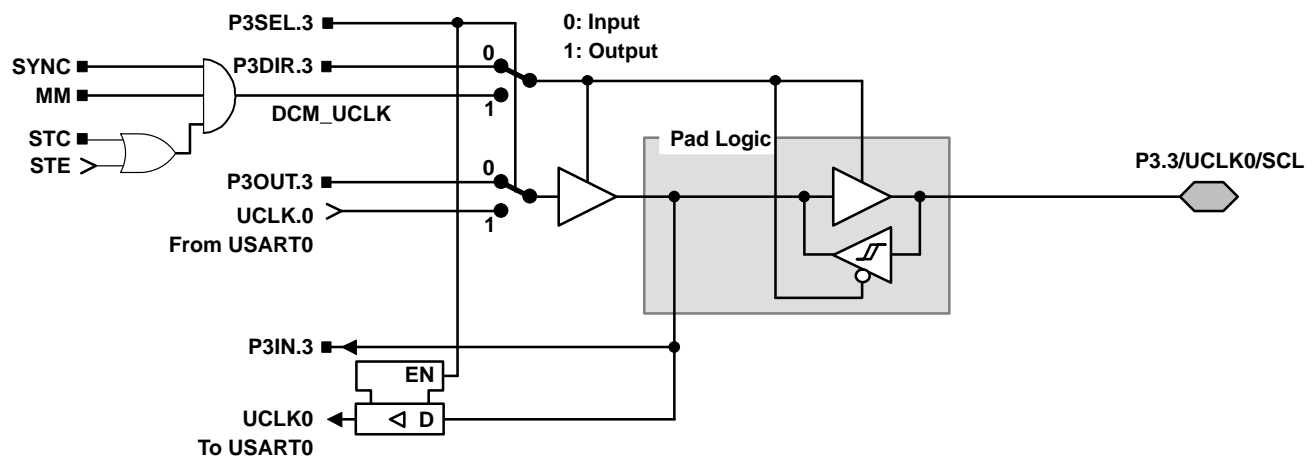 P3SEL.3
0: Input
1: Output
SYNC
P3DIR.3
0
MM
1
DCM_UCLK
STC
STE
Pad Logic
P3.3/UCLK0/SCL
P3OUT.3
0
UCLK.0
1
From USART0
P3IN.3
EN
UCLK0
D
To USART0